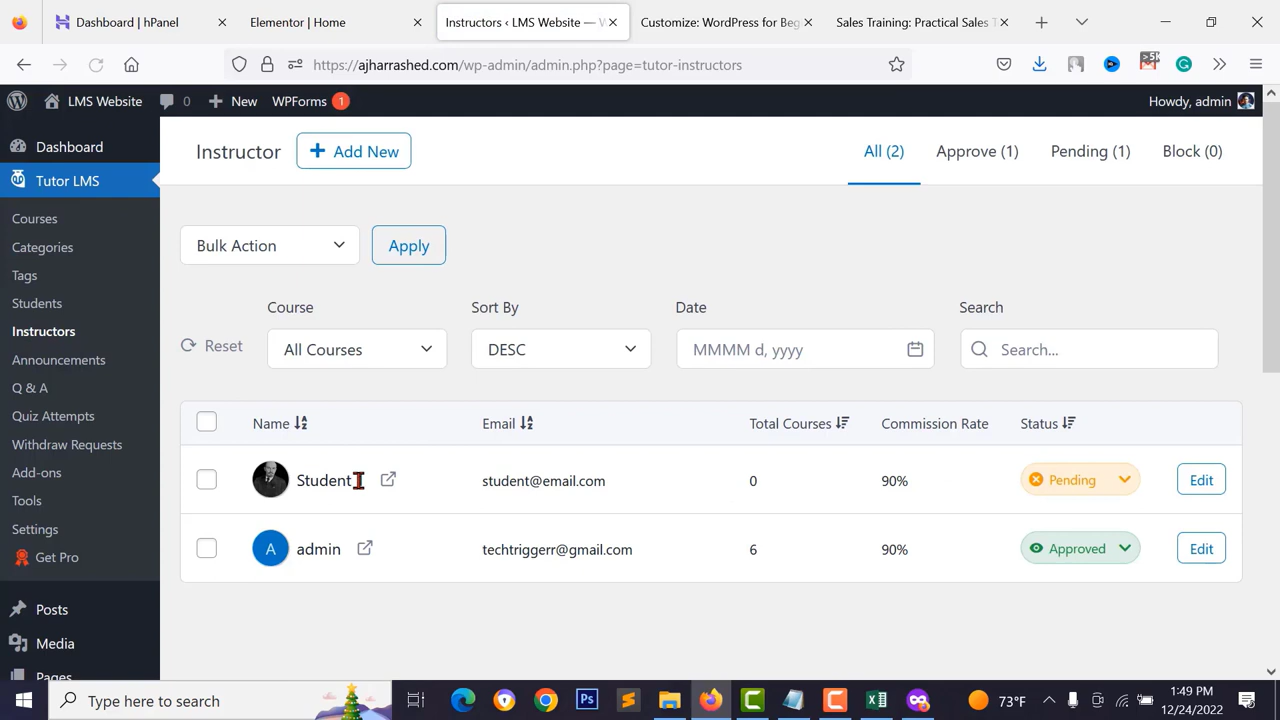 Dashboard | hPanel
Elementor | Home
Instructors ‹ LMS Website — W
Customize: WordPress for Beg
Sales Training: Practical Sales T
https://ajharrashed.com/wp-admin/admin.php?page=tutor-instructors
LMS Website
0
New
WPForms 1
Howdy, admin
Dashboard
Tutor LMS
Courses
Categories
Tags
Students
Instructors
Announcements
Q & A
Quiz Attempts
Withdraw Requests
Add-ons
Tools
Settings
Get Pro
Posts
Media
Pages
Instructor
Add New
All (2)
Approve (1)
Pending (1)
Block (0)
Bulk Action
Apply
Course
Sort By
Date
Search
Reset
All Courses
DESC
MMMM d, yyyy
Search...
Name
Email
Total Courses
Commission Rate
Status
Student
student@email.com
0
90%
Pending
Edit
A
admin
techtriggerr@gmail.com
6
90%
Approved
Edit
Type here to search
Ps
73°F
1:49 PM
12/24/2022